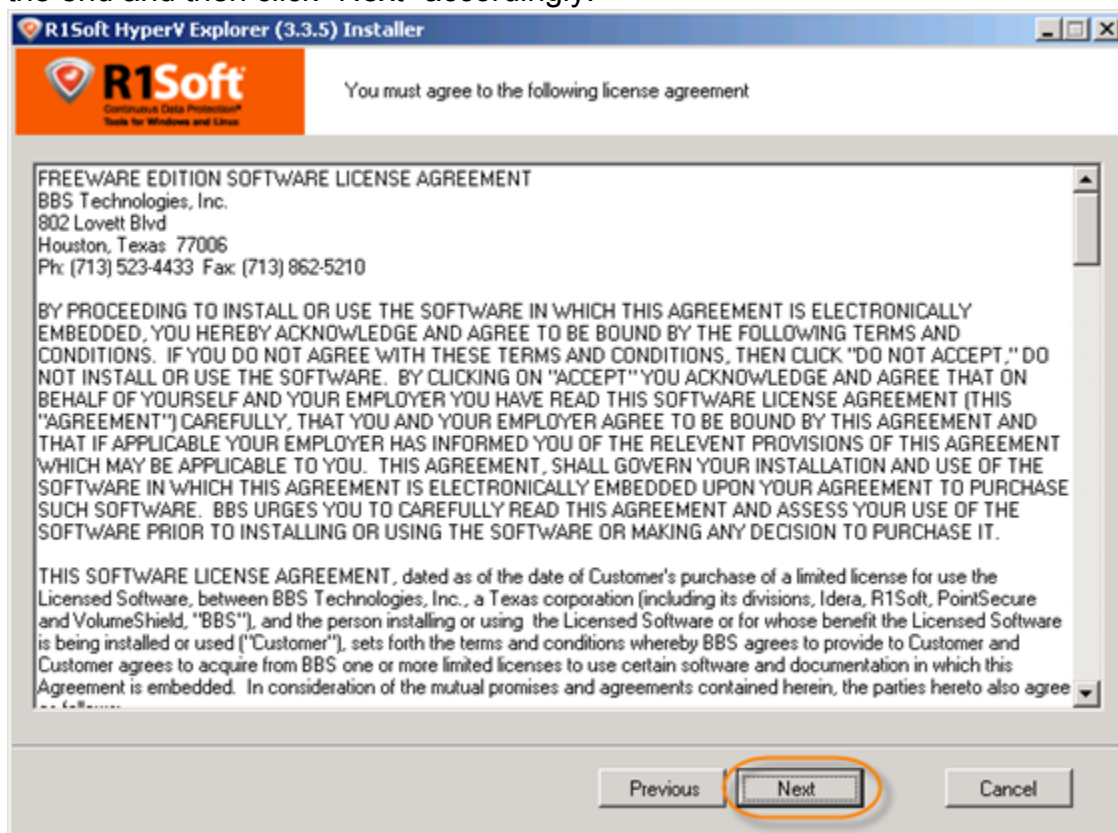 the end and then click "Next" accordingly.
R1Soft HyperV Explorer (3.3.5) Installer
R1Soft
Continuous Data Protection®
Tools for Windows and Linux
You must agree to the following license agreement
FREEWARE EDITION SOFTWARE LICENSE AGREEMENT
BBS Technologies, Inc.
802 Lovett Blvd
Houston, Texas  77006
Ph: (713) 523-4433  Fax: (713) 862-5210
BY PROCEEDING TO INSTALL OR USE THE SOFTWARE IN WHICH THIS AGREEMENT IS ELECTRONICALLY
EMBEDDED, YOU HEREBY ACKNOWLEDGE AND AGREE TO BE BOUND BY THE FOLLOWING TERMS AND
CONDITIONS.  IF YOU DO NOT AGREE WITH THESE TERMS AND CONDITIONS, THEN CLICK "DO NOT ACCEPT," DO
NOT INSTALL OR USE THE SOFTWARE.  BY CLICKING ON "ACCEPT" YOU ACKNOWLEDGE AND AGREE THAT ON
BEHALF OF YOURSELF AND YOUR EMPLOYER YOU HAVE READ THIS SOFTWARE LICENSE AGREEMENT (THIS
"AGREEMENT") CAREFULLY, THAT YOU AND YOUR EMPLOYER AGREE TO BE BOUND BY THIS AGREEMENT AND
THAT IF APPLICABLE YOUR EMPLOYER HAS INFORMED YOU OF THE RELEVENT PROVISIONS OF THIS AGREEMENT
WHICH MAY BE APPLICABLE TO YOU.  THIS AGREEMENT, SHALL GOVERN YOUR INSTALLATION AND USE OF THE
SOFTWARE IN WHICH THIS AGREEMENT IS ELECTRONICALLY EMBEDDED UPON YOUR AGREEMENT TO PURCHASE
SUCH SOFTWARE.  BBS URGES YOU TO CAREFULLY READ THIS AGREEMENT AND ASSESS YOUR USE OF THE
SOFTWARE PRIOR TO INSTALLING OR USING THE SOFTWARE OR MAKING ANY DECISION TO PURCHASE IT.
THIS SOFTWARE LICENSE AGREEMENT, dated as of the date of Customer's purchase of a limited license for use the
Licensed Software, between BBS Technologies, Inc., a Texas corporation (including its divisions, Idera, R1Soft, PointSecure
and VolumeShield, "BBS"), and the person installing or using  the Licensed Software or for whose benefit the Licensed Software
is being installed or used ("Customer"), sets forth the terms and conditions whereby BBS agrees to provide to Customer and
Customer agrees to acquire from BBS one or more limited licenses to use certain software and documentation in which this
Agreement is embedded.  In consideration of the mutual promises and agreements contained herein, the parties hereto also agree
Previous
Next
Cancel